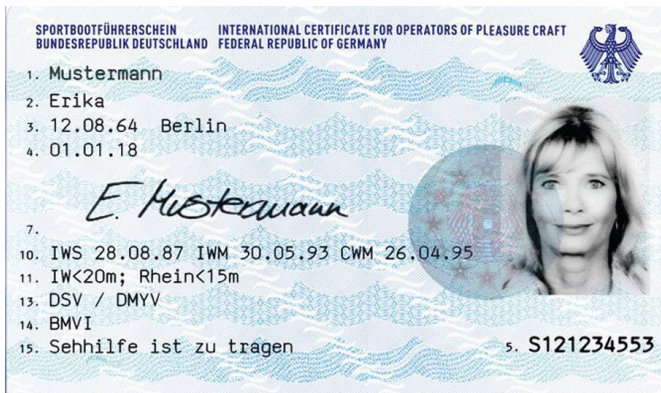 SPORTBOOTFÜHRERSCHEIN INTERNATIONAL CERTIFICATE FOR OPERATORS OF PLEASURE CRAFT
BUNDESREPUBLIK DEUTSCHLAND FEDERAL REPUBLIC OF GERMANY
1. Mustermann
2. Erika
3. 12.08.64 Berlin
4. 01.01.18
E. Mustermann
7.
10. IWS 28.08.87 IWM 30.05.93 CWM 26.04.95
11. IW<20m; Rhein<15m
13. DSV / DMYV
14. BMVI
15. Sehhilfe ist zu tragen 5. S121234553